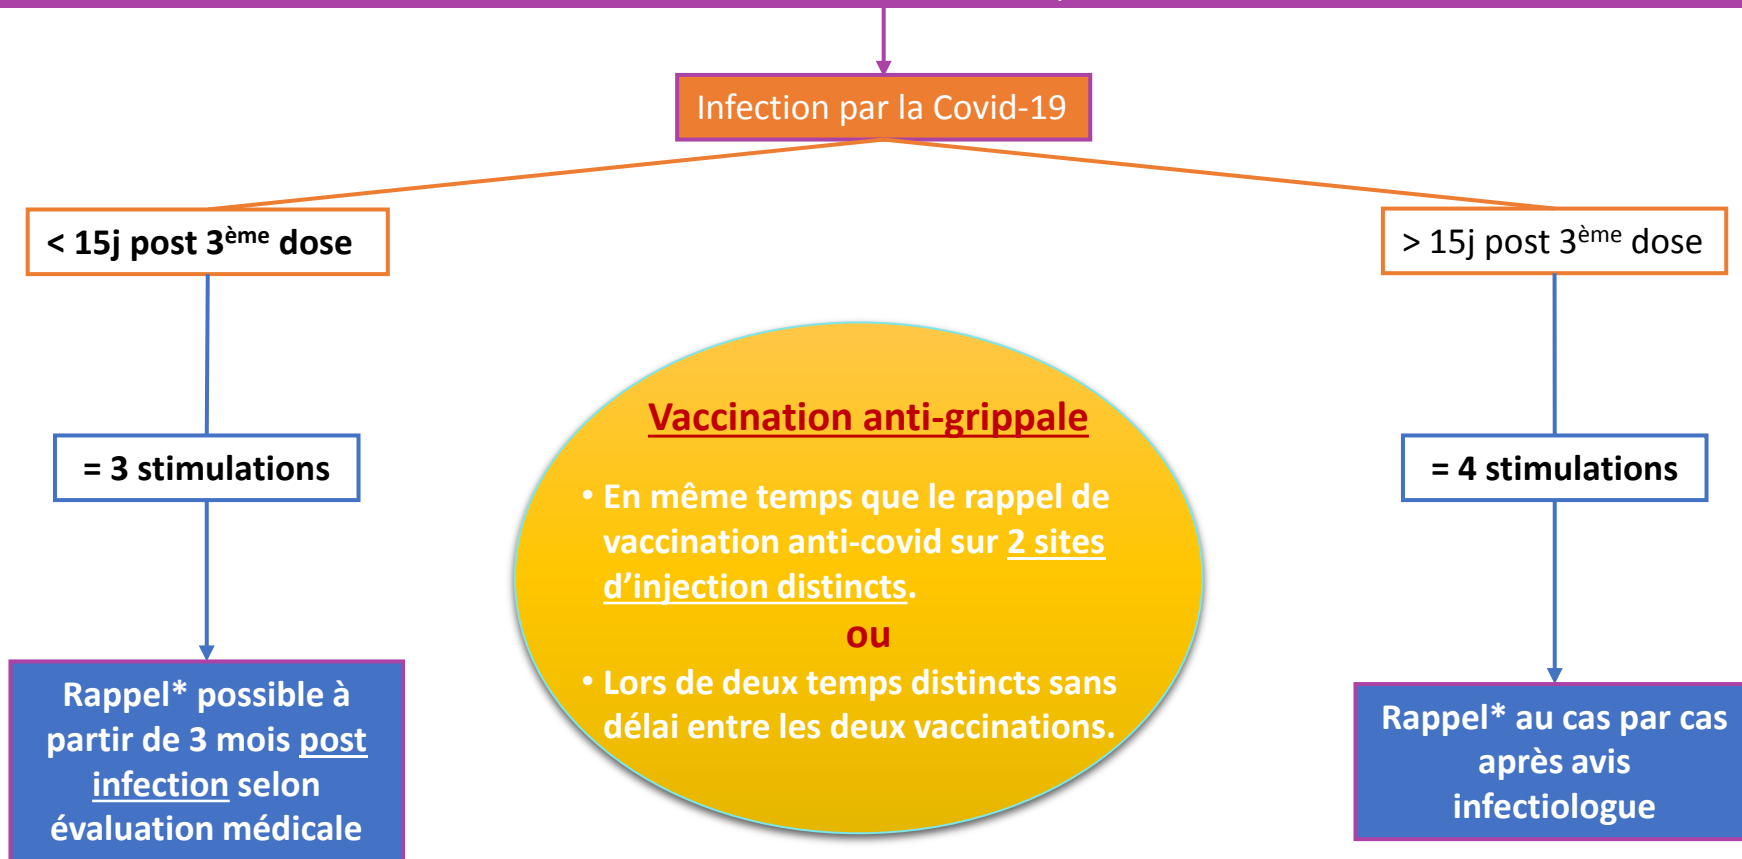 Infection par la Covid-19
< 15j post 3ème dose
> 15j post 3ème dose
= 3 stimulations
= 4 stimulations
Vaccination anti-grippale
• En même temps que le rappel de
vaccination anti-covid sur 2 sites
d’injection distincts.
ou
• Lors de deux temps distincts sans
délai entre les deux vaccinations.
Rappel* possible à
partir de 3 mois post
infection selon
évaluation médicale
Rappel* au cas par cas
après avis
infectiologue